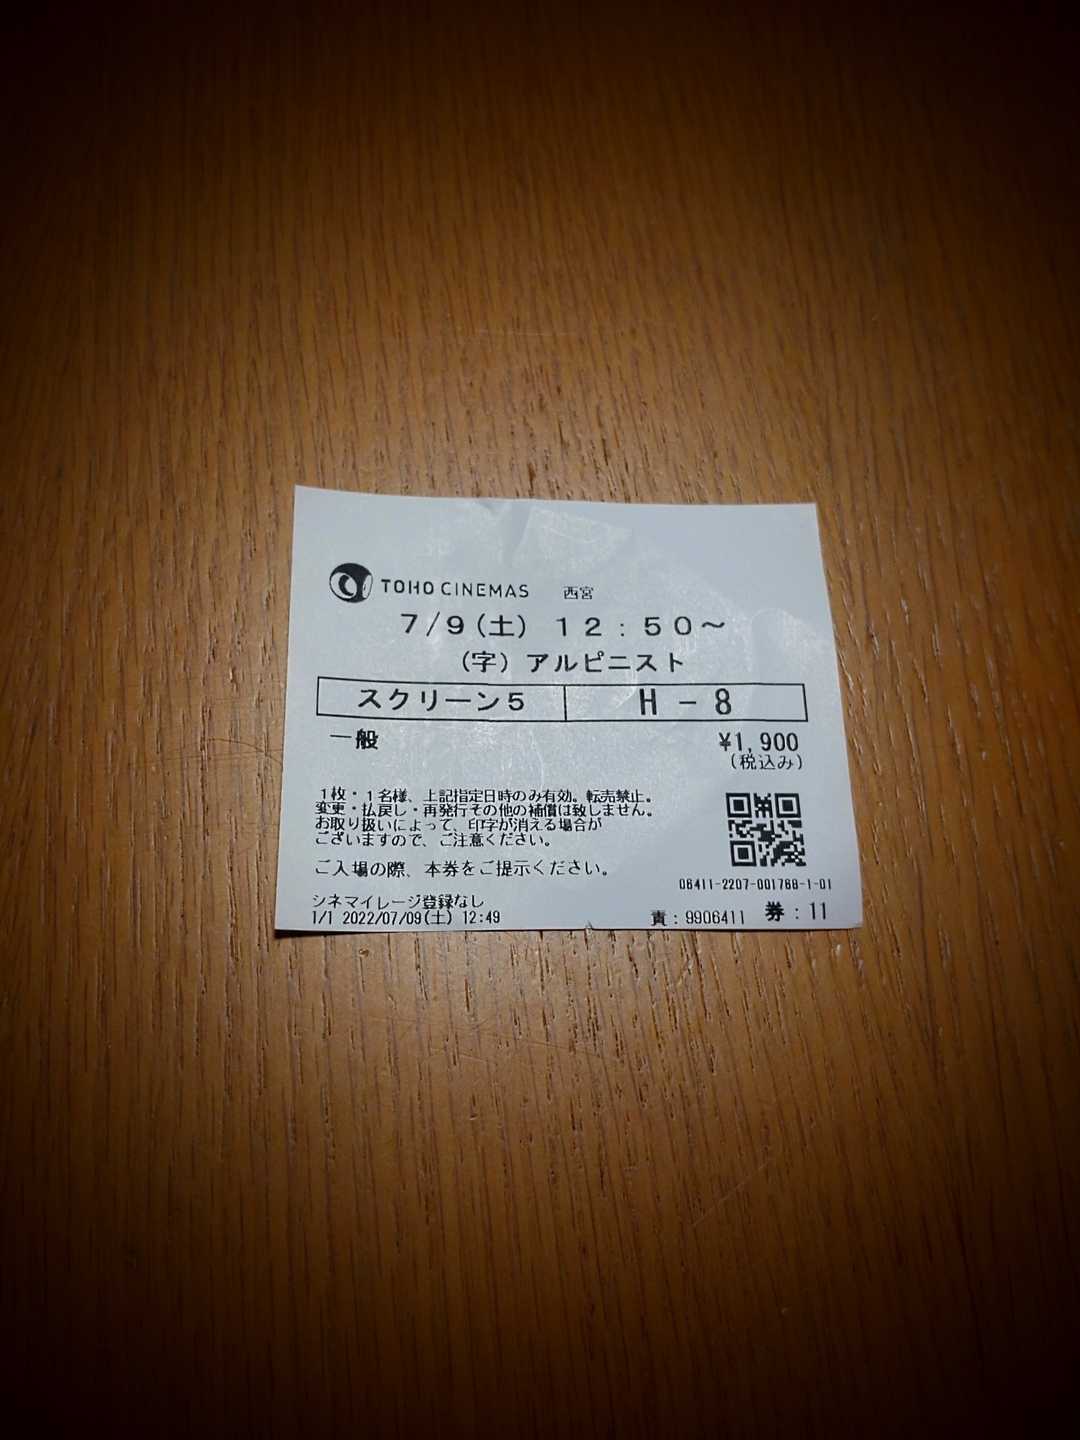 TOHO CINEMAS 西宮
7/9(土) 12:50～
(字) アルピニスト
スクリーン5 H-8
一般 ¥1,900
(税込み)
1枚・1名様、上記指定日時のみ有効。転売禁止。
変更・払戻し・再発行その他の補償は致しません。
お取り扱いによって、印字が消える場合が
ございますので、ご注意ください。
ご入場の際、本券をご提示ください。
06411-2207-001768-1-01
シネマイレージ登録なし
1/1 2022/07/09(土) 12:49 責:9906411 券:11